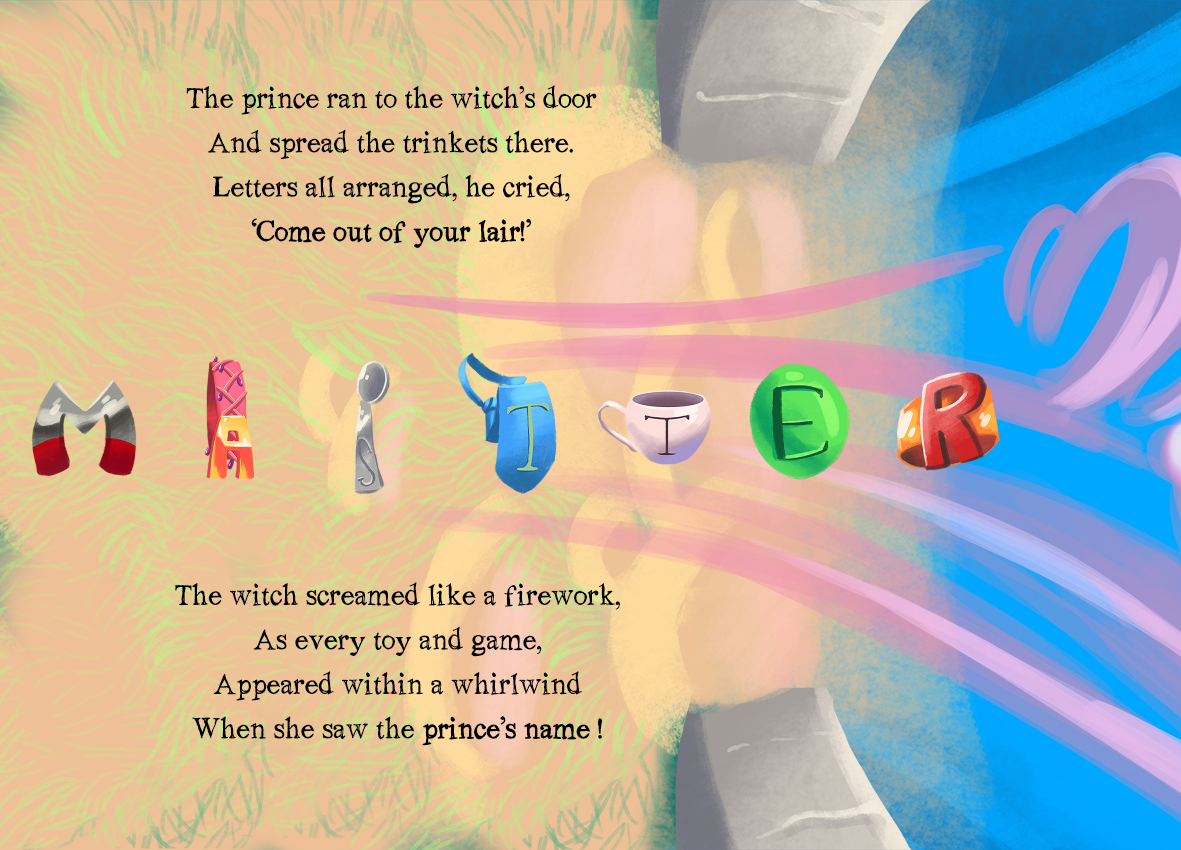 The prince ran to the witch's door
And spread the trinkets there.
Letters all arranged, he cried,
‘Come out of your lair!’
M A S T T E R
The witch screamed like a firework,
As every toy and game,
Appeared within a whirlwind
When she saw the prince's name !